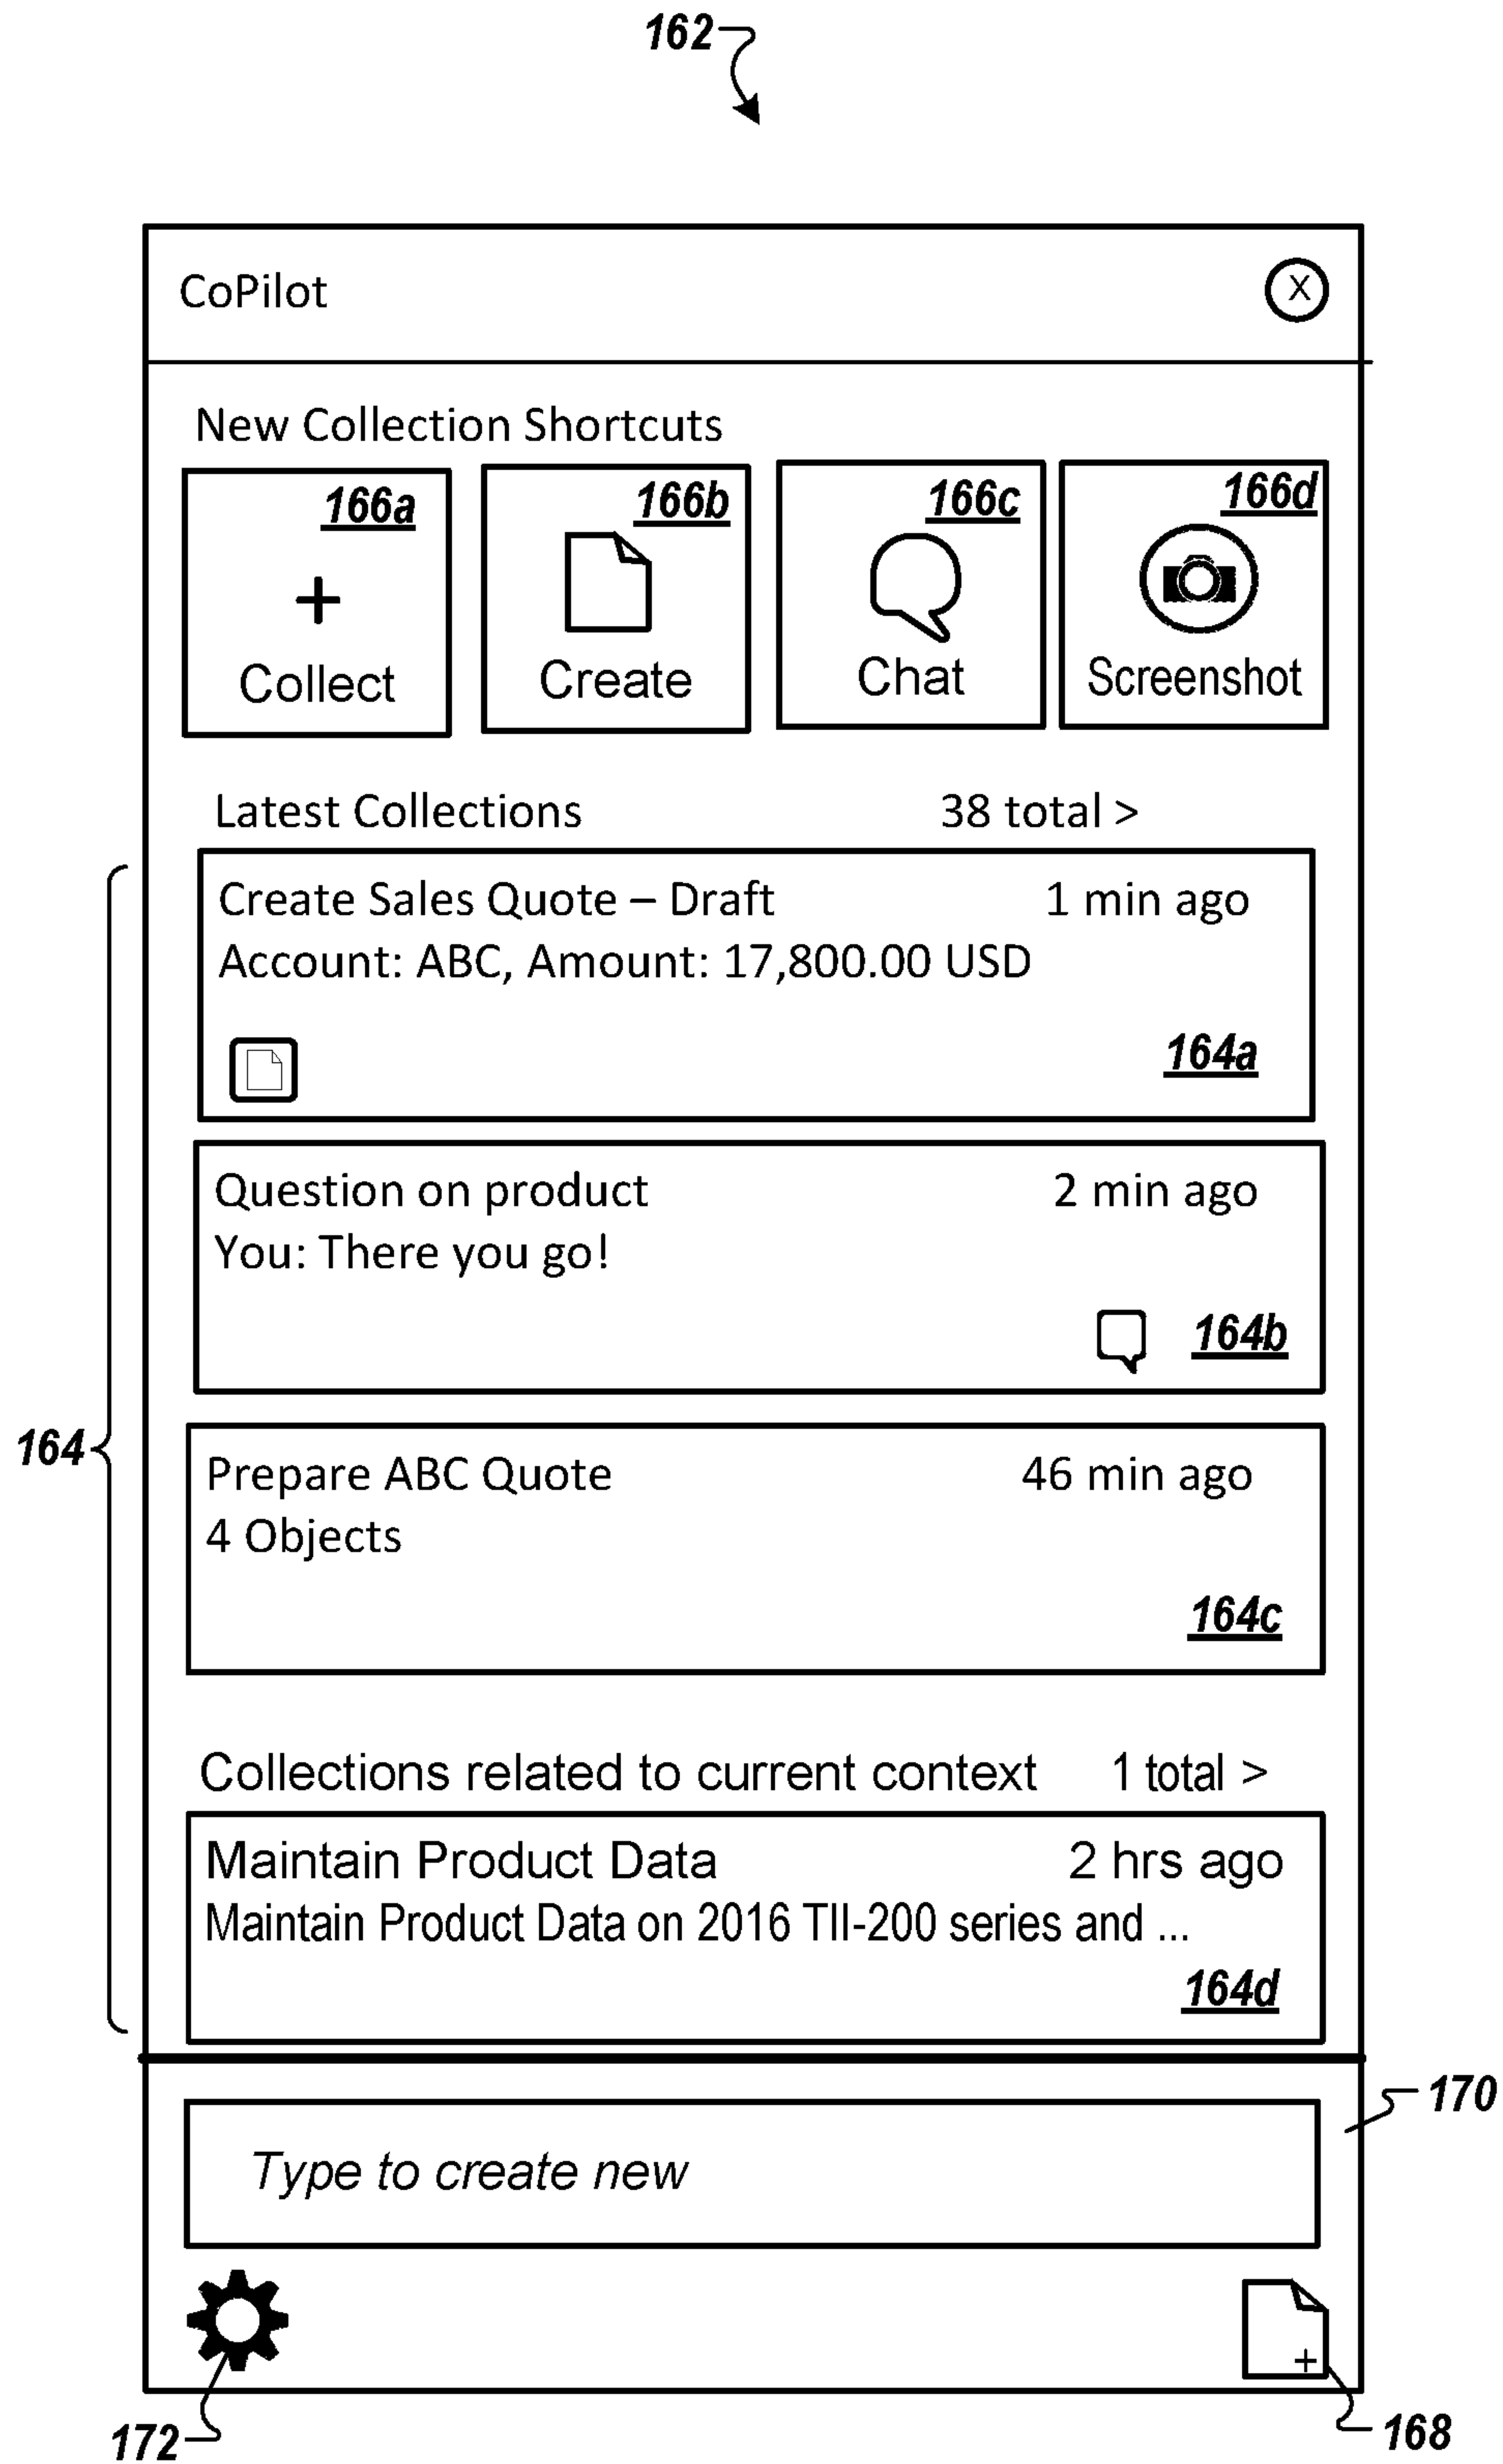 162
CoPilot X
New Collection Shortcuts
166a 166b 166c 166d
+
Collect Create Chat Screenshot
Latest Collections 38 total >
Create Sales Quote – Draft 1 min ago
Account: ABC, Amount: 17,800.00 USD
164a
Question on product 2 min ago
You: There you go!
164b
164
Prepare ABC Quote 46 min ago
4 Objects
164c
Collections related to current context 1 total >
Maintain Product Data 2 hrs ago
Maintain Product Data on 2016 TII-200 series and ...
164d
170
Type to create new
+
172 168